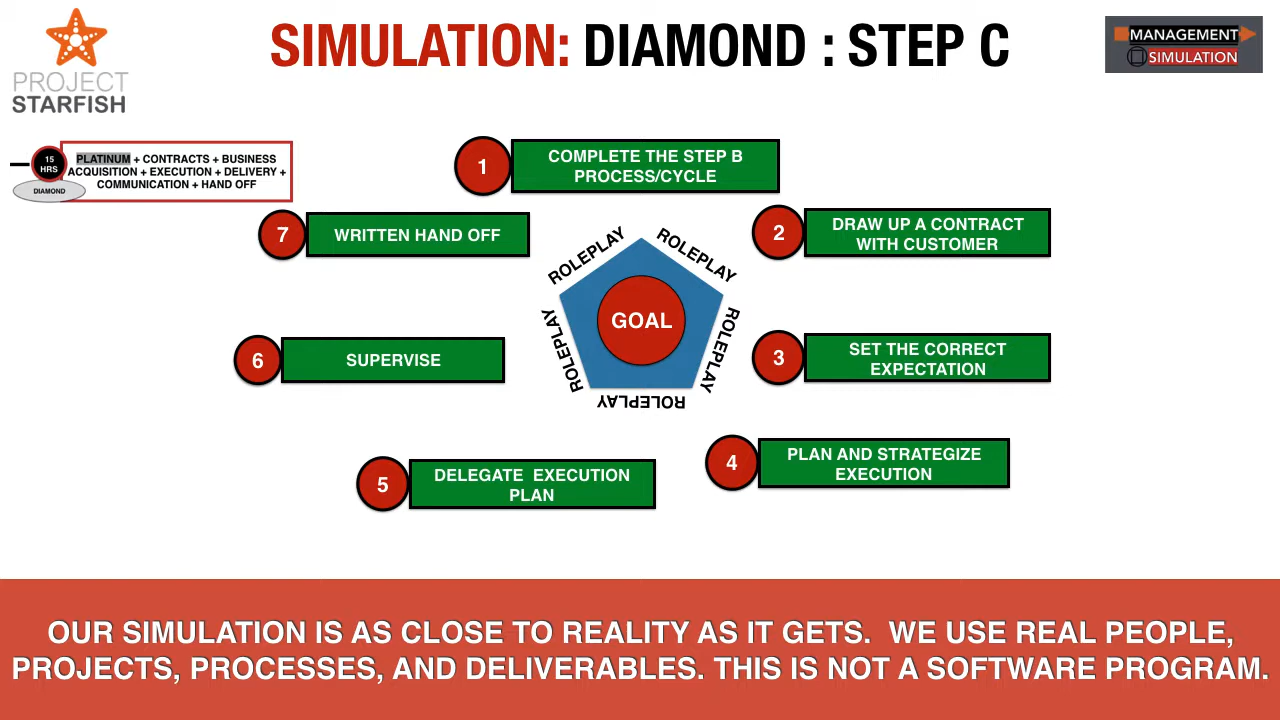 PROJECT
STARFISH
SIMULATION: DIAMOND : STEP C
MANAGEMENT
SIMULATION
15
HRS
DIAMOND
PLATINUM + CONTRACTS + BUSINESS
ACQUISITION + EXECUTION + DELIVERY +
COMMUNICATION + HAND OFF
1
COMPLETE THE STEP B
PROCESS/CYCLE
2
DRAW UP A CONTRACT
WITH CUSTOMER
3
SET THE CORRECT
EXPECTATION
4
PLAN AND STRATEGIZE
EXECUTION
5
DELEGATE  EXECUTION
PLAN
6
SUPERVISE
7
WRITTEN HAND OFF
ROLEPLAY
ROLEPLAY
ROLEPLAY
ROLEPLAY
ROLEPLAY
GOAL
OUR SIMULATION IS AS CLOSE TO REALITY AS IT GETS.  WE USE REAL PEOPLE,
PROJECTS, PROCESSES, AND DELIVERABLES. THIS IS NOT A SOFTWARE PROGRAM.